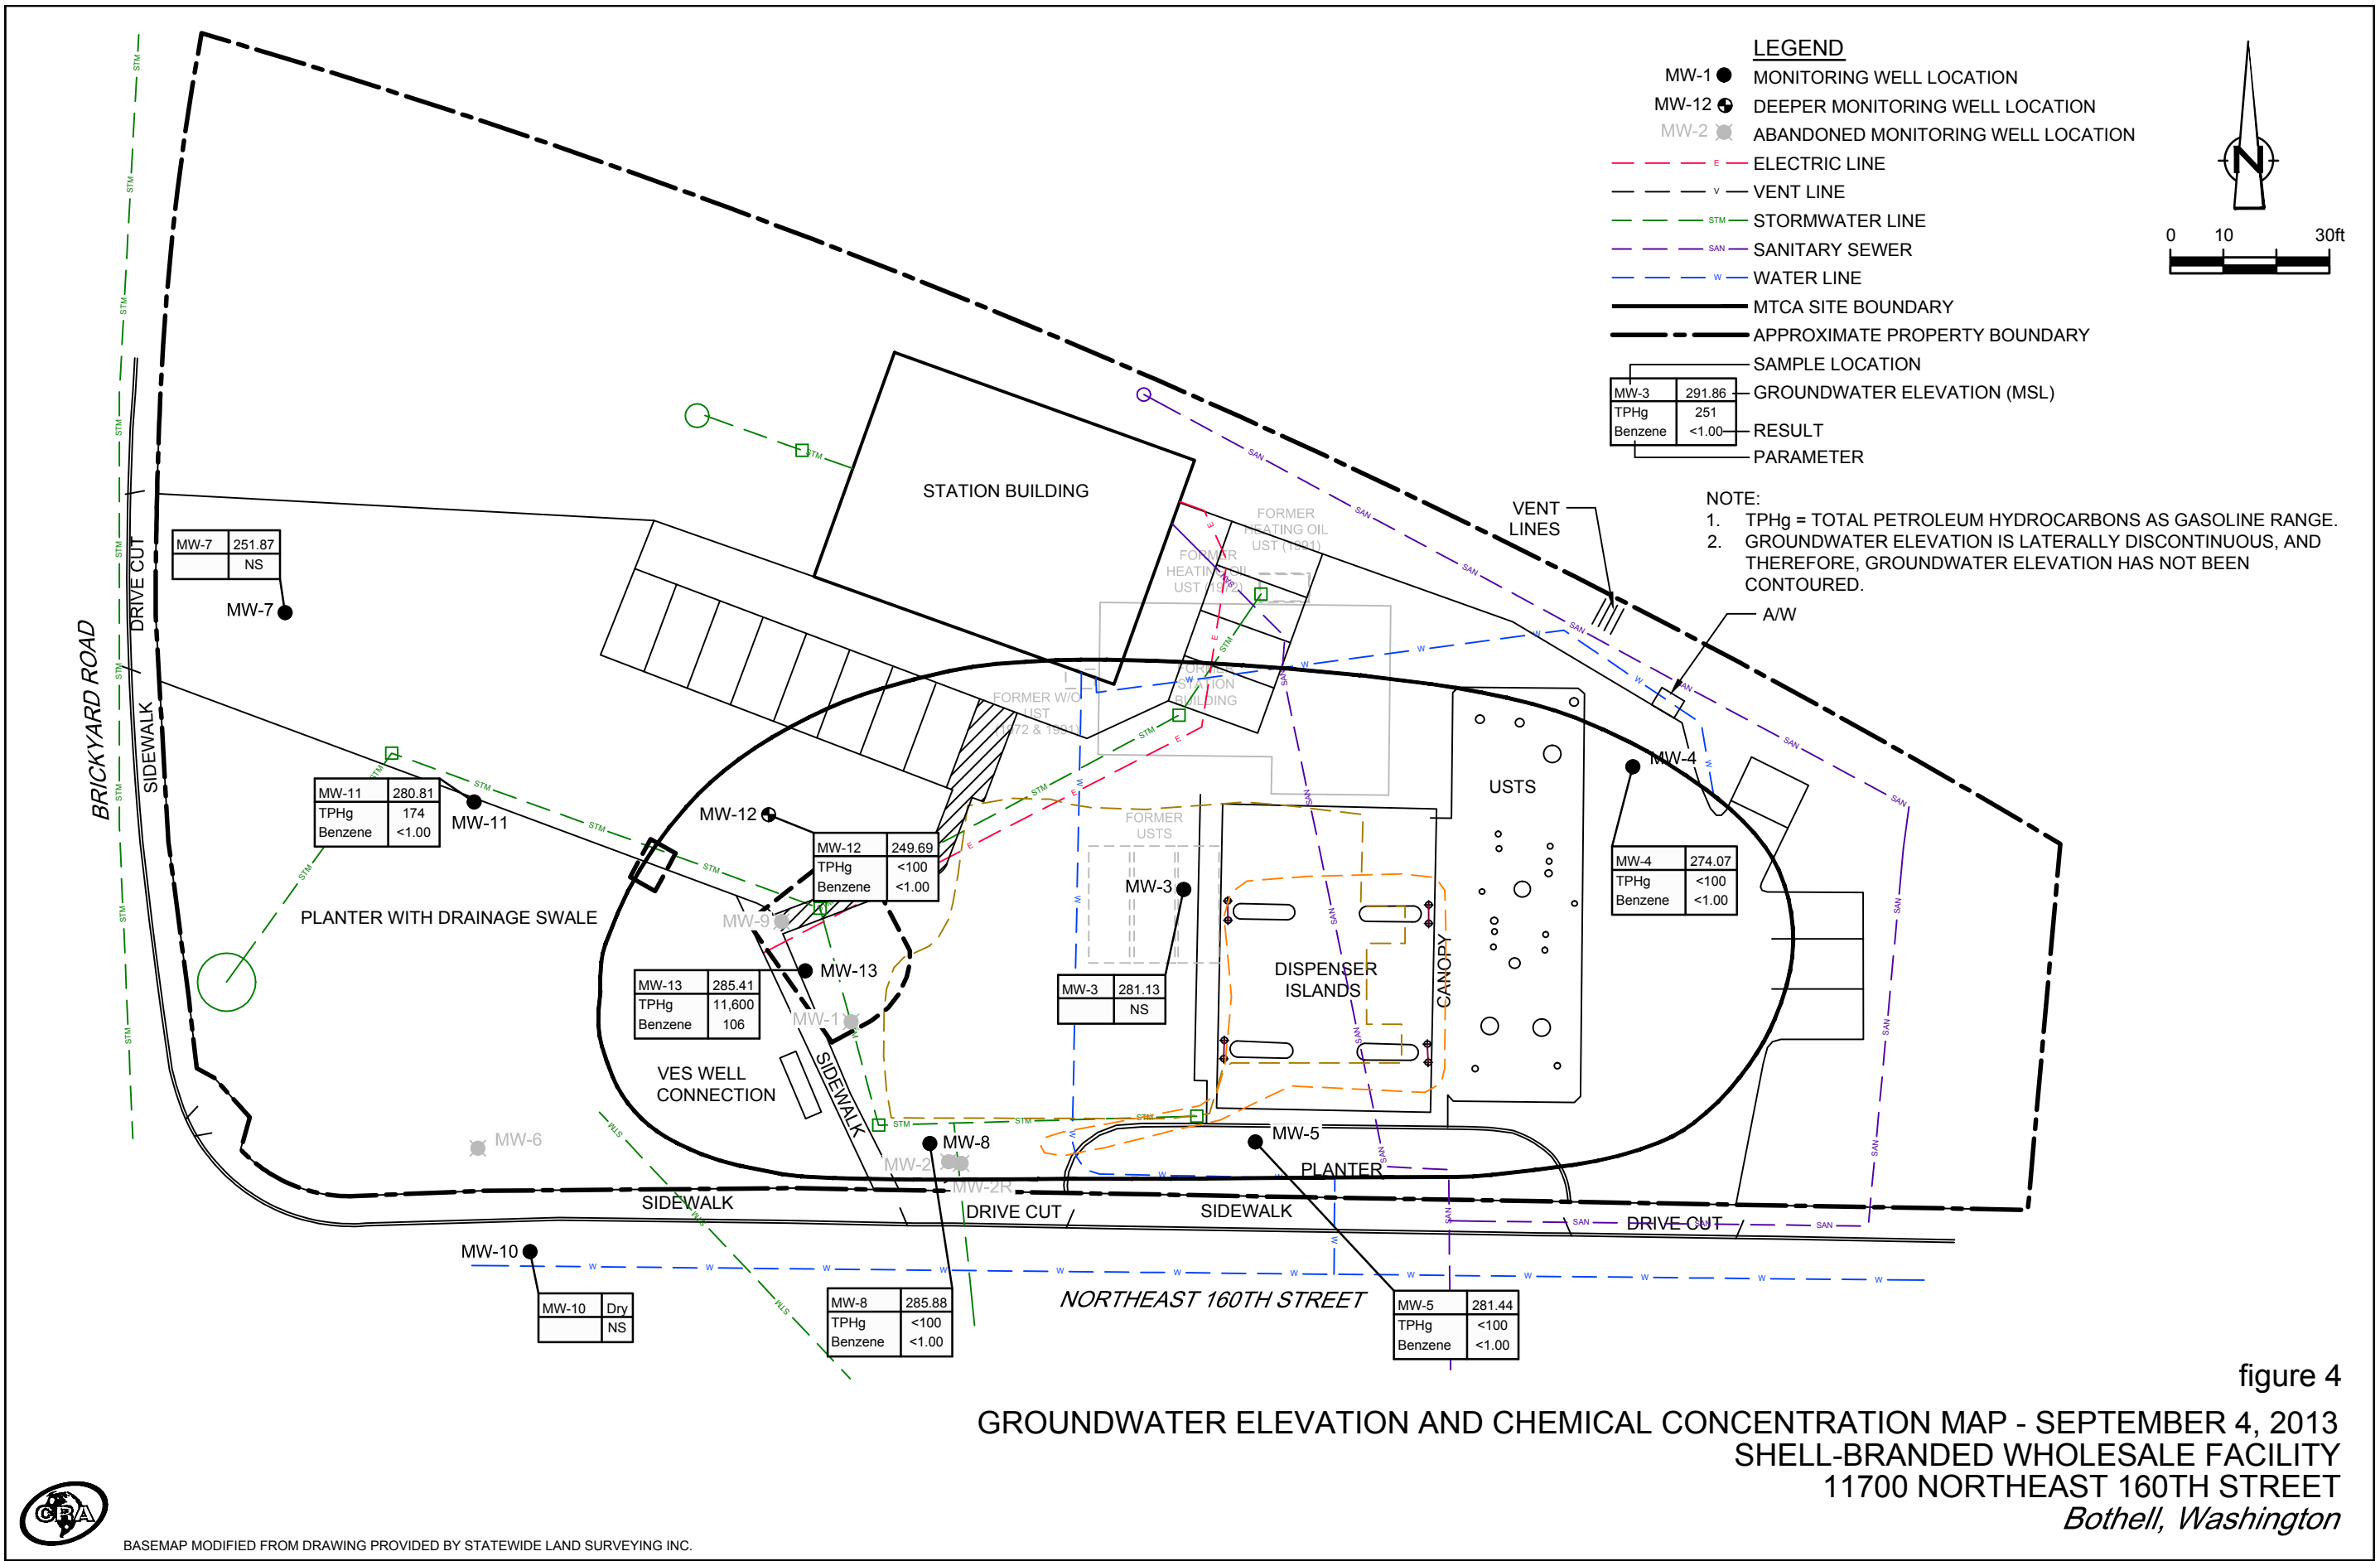 LEGEND
MW-1 MONITORING WELL LOCATION
MW-12 DEEPER MONITORING WELL LOCATION
MW-2 ABANDONED MONITORING WELL LOCATION
E ELECTRIC LINE
V VENT LINE
STM STORMWATER LINE
SAN SANITARY SEWER
W WATER LINE
MTCA SITE BOUNDARY
APPROXIMATE PROPERTY BOUNDARY
SAMPLE LOCATION
MW-3 291.86 GROUNDWATER ELEVATION (MSL)
TPHg 251
Benzene <1.00 RESULT
PARAMETER
N
0 10 30ft
NOTE:
1. TPHg = TOTAL PETROLEUM HYDROCARBONS AS GASOLINE RANGE.
2. GROUNDWATER ELEVATION IS LATERALLY DISCONTINUOUS, AND
THEREFORE, GROUNDWATER ELEVATION HAS NOT BEEN
CONTOURED.
VENT
LINES
A/W
STATION BUILDING
FORMER
HEATING OIL
UST (1991)
FORMER
HEATING OIL
UST (1972)
FORMER
STATION
BUILDING
FORMER W/O
UST
(1972 & 1991)
FORMER
USTS
BRICKYARD ROAD
DRIVE CUT
SIDEWALK
MW-7 251.87
NS
MW-7
MW-11 280.81
TPHg 174
Benzene <1.00
MW-11
PLANTER WITH DRAINAGE SWALE
MW-12
MW-12 249.69
TPHg <100
Benzene <1.00
MW-9
MW-13
MW-13 285.41
TPHg 11,600
Benzene 106
MW-1
VES WELL
CONNECTION
SIDEWALK
MW-3
MW-3 281.13
NS
DISPENSER
ISLANDS
CANOPY
USTS
MW-4
MW-4 274.07
TPHg <100
Benzene <1.00
MW-6
MW-8
MW-2
MW-2R
MW-5
PLANTER
SIDEWALK
DRIVE CUT
SIDEWALK
DRIVE CUT
MW-10
MW-10 Dry
NS
MW-8 285.88
TPHg <100
Benzene <1.00
NORTHEAST 160TH STREET
MW-5 281.44
TPHg <100
Benzene <1.00
figure 4
GROUNDWATER ELEVATION AND CHEMICAL CONCENTRATION MAP - SEPTEMBER 4, 2013
SHELL-BRANDED WHOLESALE FACILITY
11700 NORTHEAST 160TH STREET
Bothell, Washington
CRA
BASEMAP MODIFIED FROM DRAWING PROVIDED BY STATEWIDE LAND SURVEYING INC.